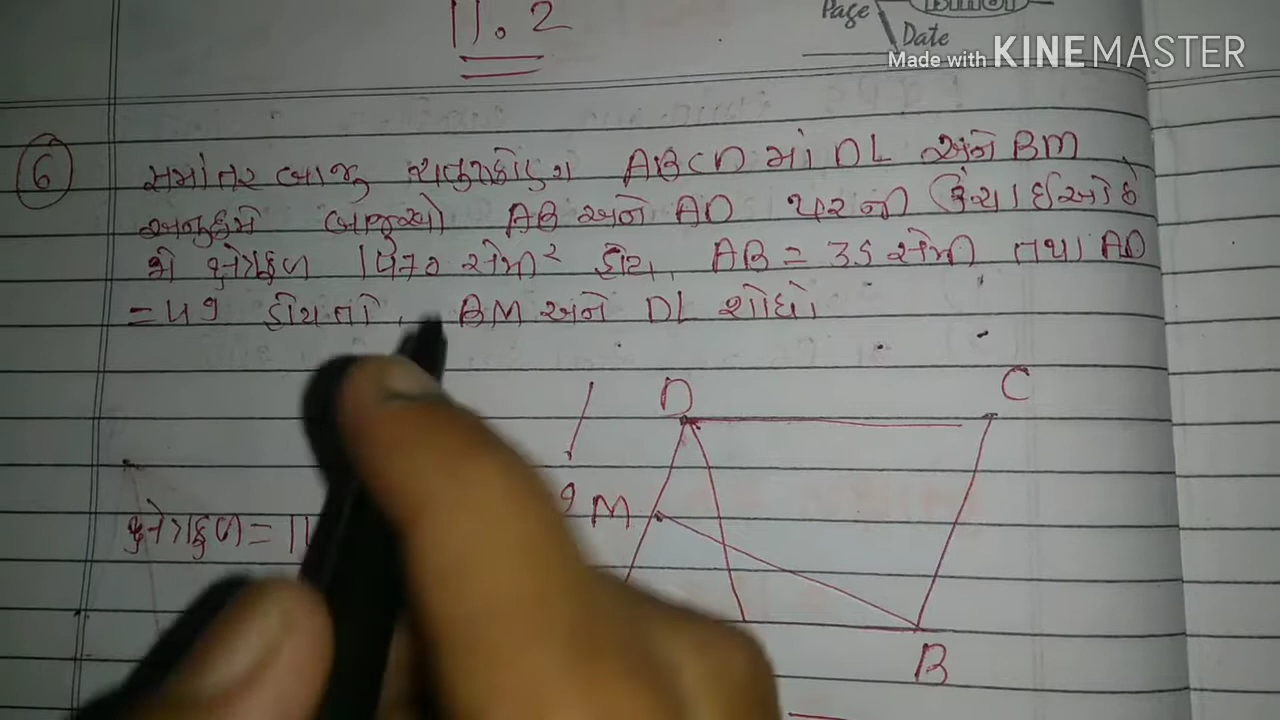 11.2
Page
Date
Made with KINEMASTER
6 સમાંતર બાજુ ચતુષ્કોણ ABCD માં DL અને BM
અનુક્રમે બાજુઓ AB અને AD પરની ઊંચાઈઓ છે
જો ક્ષેત્રફળ 1470 સેમી² હોય, AB = 35 સેમી તથા AD
= 49 હોય તો, BM અને DL શોધો
D
C
M
ક્ષેત્રફળ = 1
B